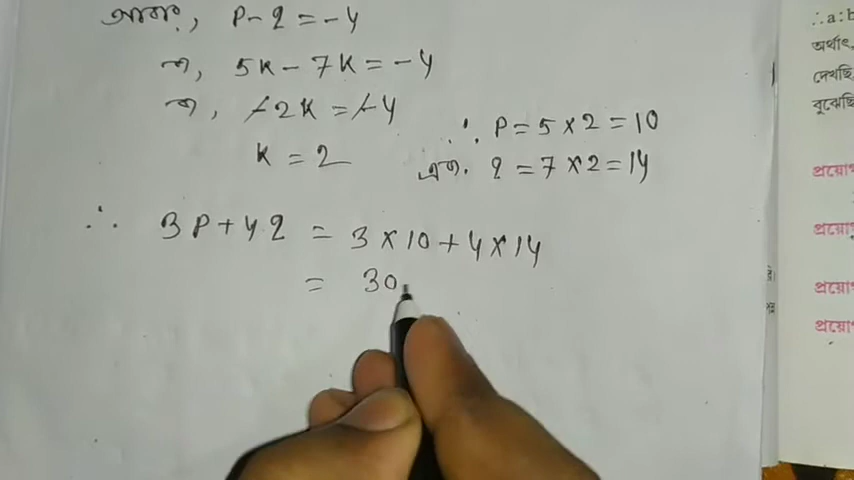 আবার, P - q = -4
বা, 5k - 7k = -4
বা, -2k = -4
k = 2
∴ P = 5 × 2 = 10
এবং q = 7 × 2 = 14
∴ 3P + 4q = 3 × 10 + 4 × 14
= 30
∴ a : b
অর্থাৎ,
দেখছি
বুঝেছি
প্রয়োগ
প্রয়োগ
প্রয়োগ
প্রয়োগ